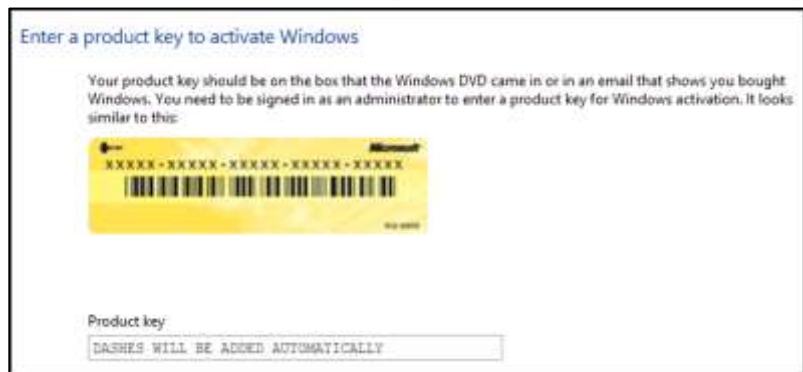 Enter a product key to activate Windows
Your product key should be on the box that the Windows DVD came in or in an email that shows you bought
Windows. You need to be signed in as an administrator to enter a product key for Windows activation. It looks
similar to this:
Microsoft
XXXXX-XXXXX-XXXXX-XXXXX-XXXXX
Product key
DASHES WILL BE ADDED AUTOMATICALLY